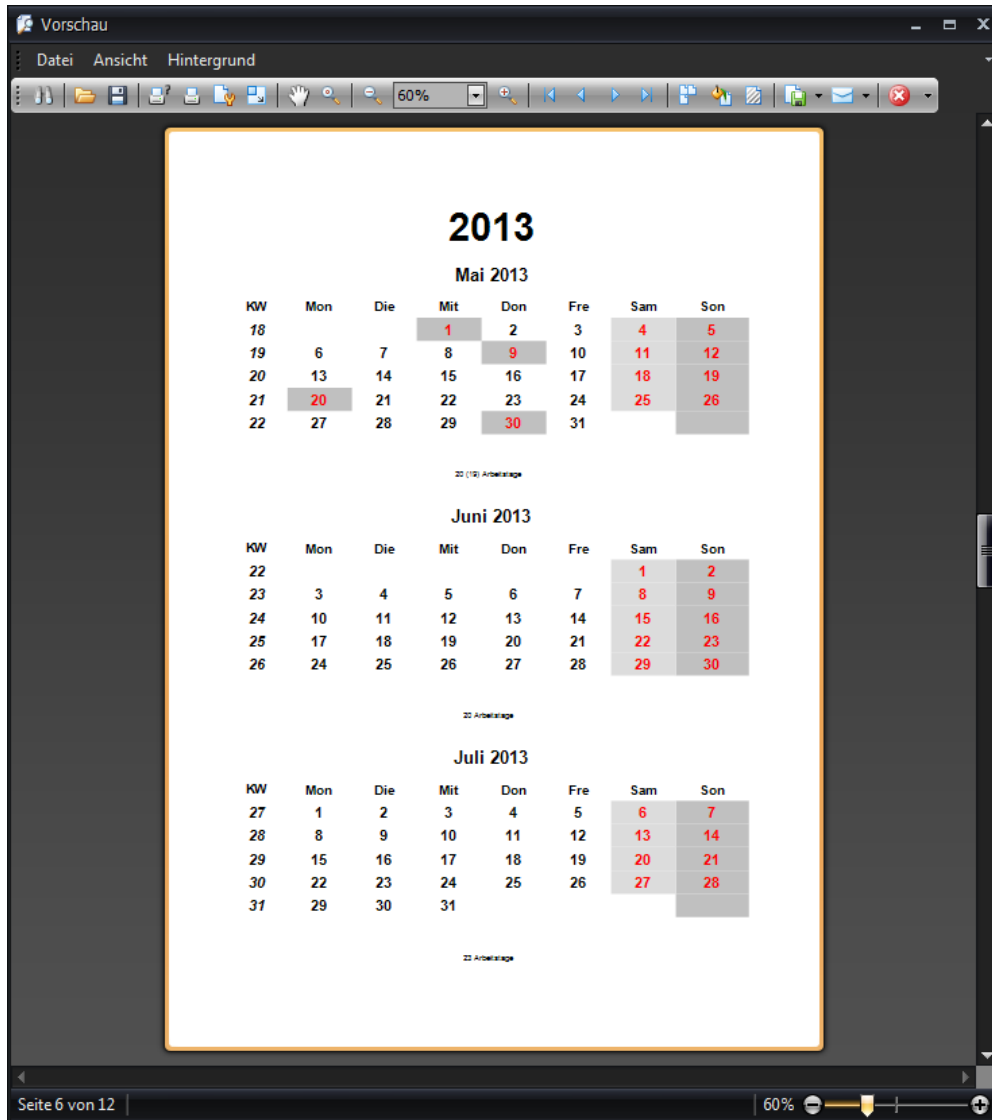 Vorschau
Datei Ansicht Hintergrund
60%
2013
Mai 2013
KW Mon Die Mit Don Fre Sam Son
18 1 2 3 4 5
19 6 7 8 9 10 11 12
20 13 14 15 16 17 18 19
21 20 21 22 23 24 25 26
22 27 28 29 30 31
20 (19) Arbeitstage
Juni 2013
KW Mon Die Mit Don Fre Sam Son
22 1 2
23 3 4 5 6 7 8 9
24 10 11 12 13 14 15 16
25 17 18 19 20 21 22 23
26 24 25 26 27 28 29 30
20 Arbeitstage
Juli 2013
KW Mon Die Mit Don Fre Sam Son
27 1 2 3 4 5 6 7
28 8 9 10 11 12 13 14
29 15 16 17 18 19 20 21
30 22 23 24 25 26 27 28
31 29 30 31
23 Arbeitstage
Seite 6 von 12 60%